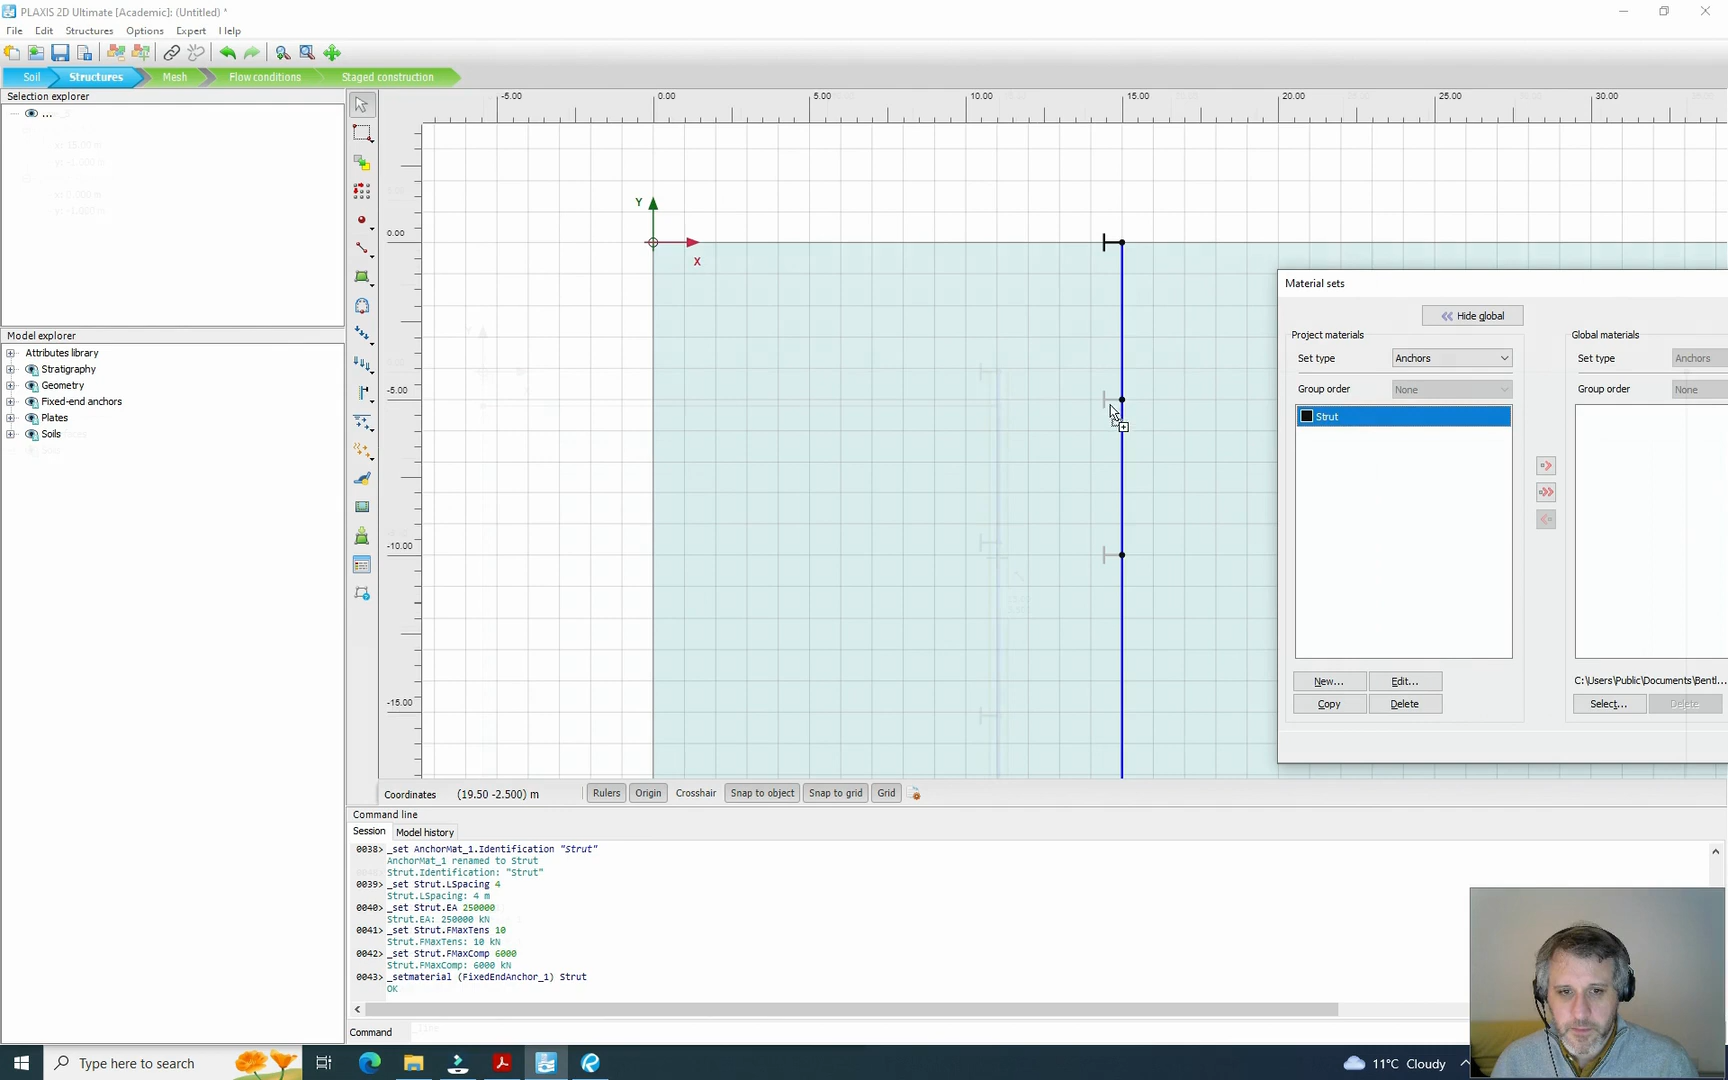 PLAXIS 2D Ultimate [Academic]: (Untitled) *
File Edit Structures Options Expert Help
Soil Structures Mesh Flow conditions Staged construction
Selection explorer
...
Model explorer
Attributes library
Stratigraphy
Geometry
Fixed-end anchors
Plates
Soils
-5.00 0.00 5.00 10.00 15.00 20.00 25.00 30.00
0.00
-5.00
-10.00
-15.00
Y
X
Material sets
Hide global
Project materials
Set type Anchors
Group order None
Strut
New... Edit...
Copy Delete
Global materials
Set type Anchors
Group order None
C:\Users\Public\Documents\Bentl...
Select... Delete
Coordinates (19.50 -2.500) m Rulers Origin Crosshair Snap to object Snap to grid Grid
Command line
Session Model history
0038> _set AnchorMat_1.Identification "Strut"
AnchorMat_1 renamed to Strut
Strut.Identification: "Strut"
0039> _set Strut.LSpacing 4
Strut.LSpacing: 4 m
0040> _set Strut.EA 250000
Strut.EA: 250000 kN
0041> _set Strut.FMaxTens 10
Strut.FMaxTens: 10 kN
0042> _set Strut.FMaxComp 6000
Strut.FMaxComp: 6000 kN
0043> _setmaterial (FixedEndAnchor_1) Strut
OK
Command
Type here to search
11°C Cloudy